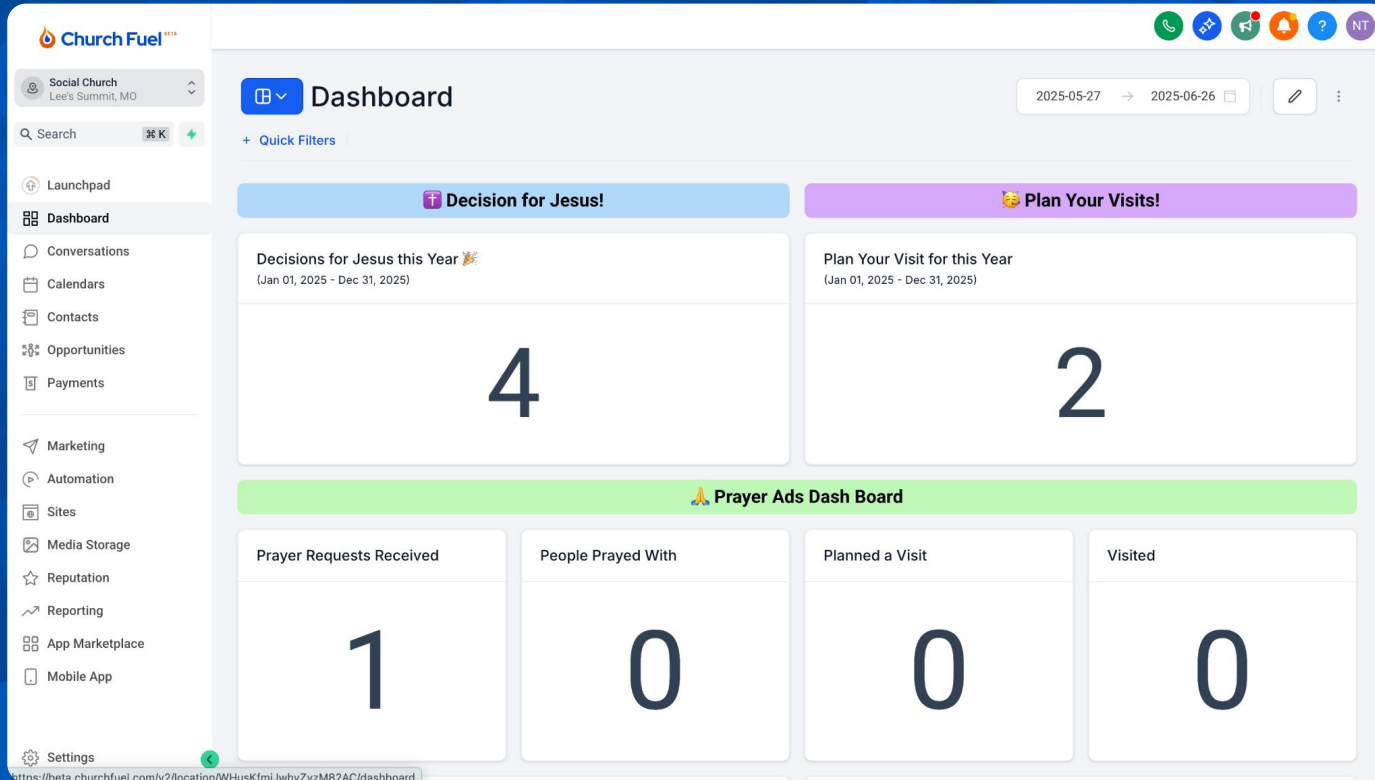 Church Fuel BETA
NT
Social Church
Lee's Summit, MO
Search ⌘ K
Launchpad
Dashboard
Conversations
Calendars
Contacts
Opportunities
Payments
Marketing
Automation
Sites
Media Storage
Reputation
Reporting
App Marketplace
Mobile App
Settings
Dashboard
2025-05-27 → 2025-06-26
+ Quick Filters
Decision for Jesus!
Plan Your Visits!
Decisions for Jesus this Year
(Jan 01, 2025 - Dec 31, 2025)
4
Plan Your Visit for this Year
(Jan 01, 2025 - Dec 31, 2025)
2
Prayer Ads Dash Board
Prayer Requests Received
1
People Prayed With
0
Planned a Visit
0
Visited
0